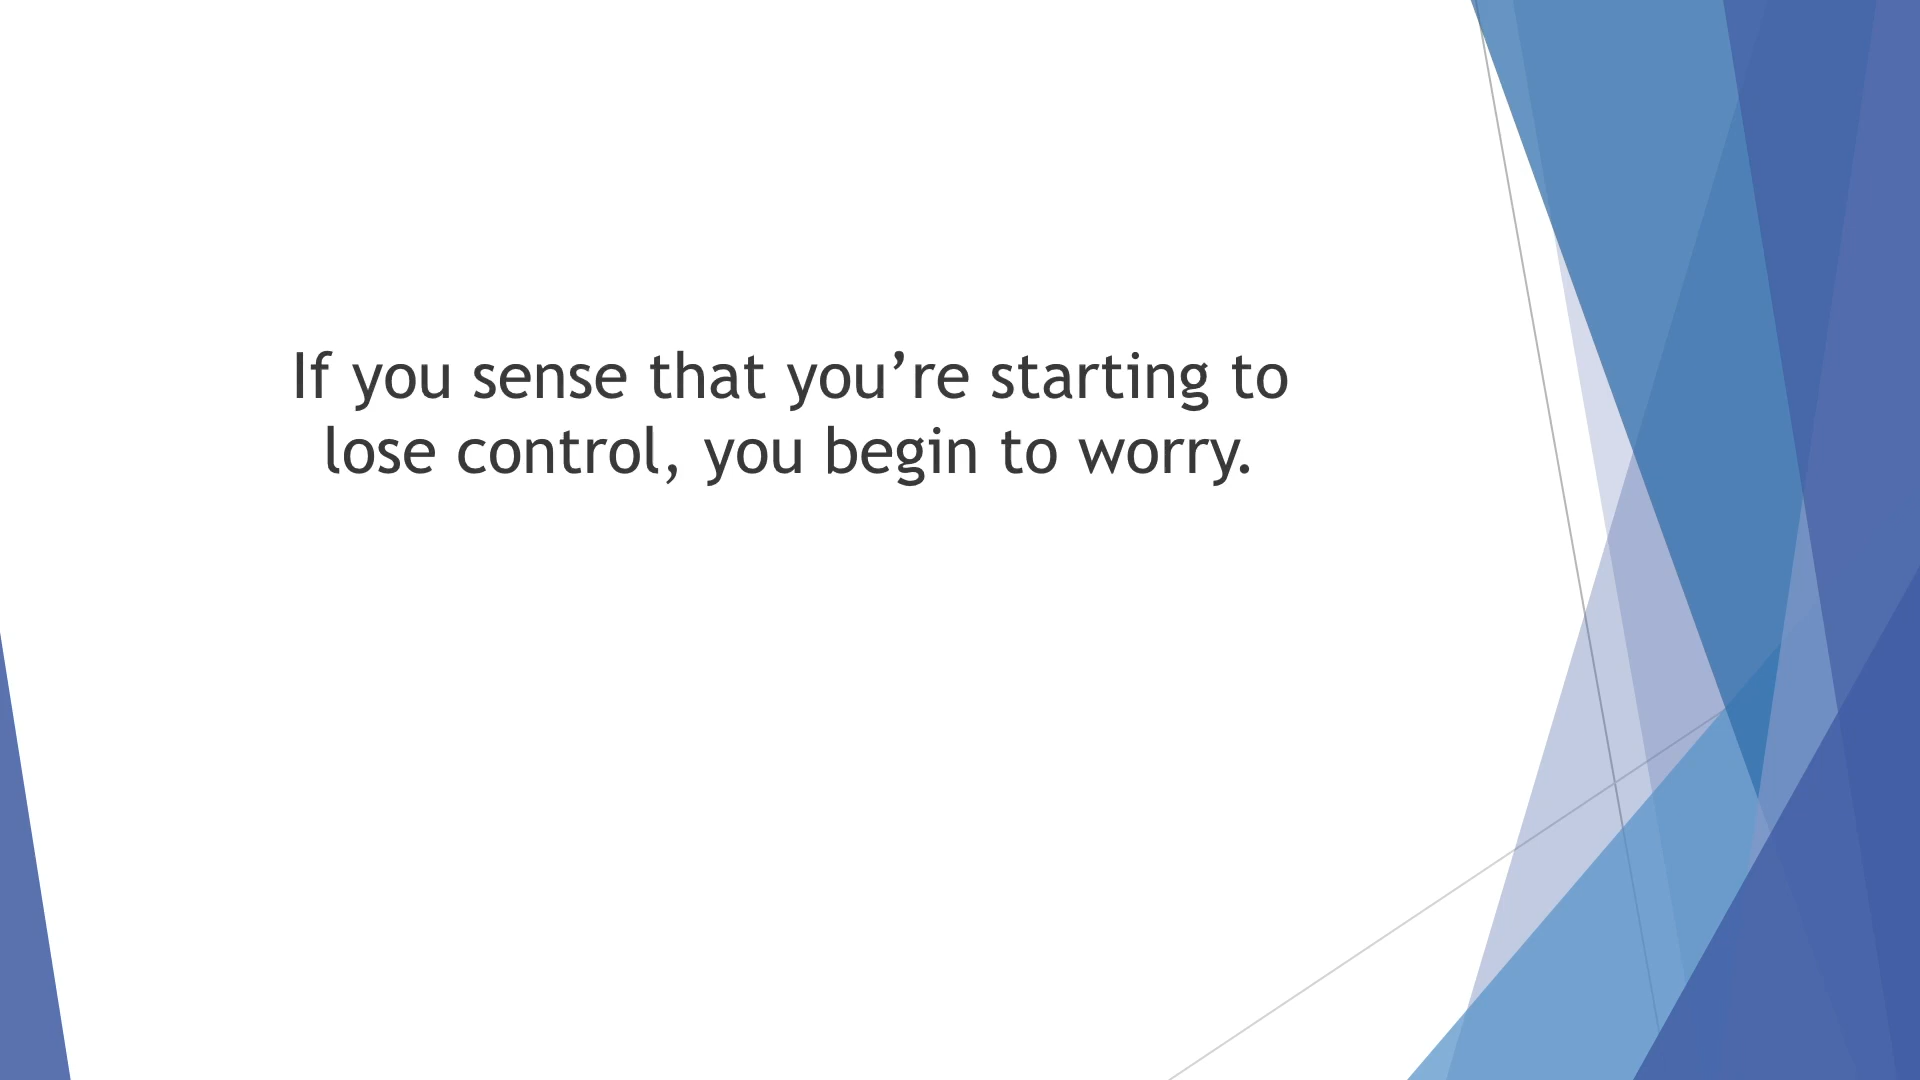 If you sense that you’re starting to
lose control, you begin to worry.